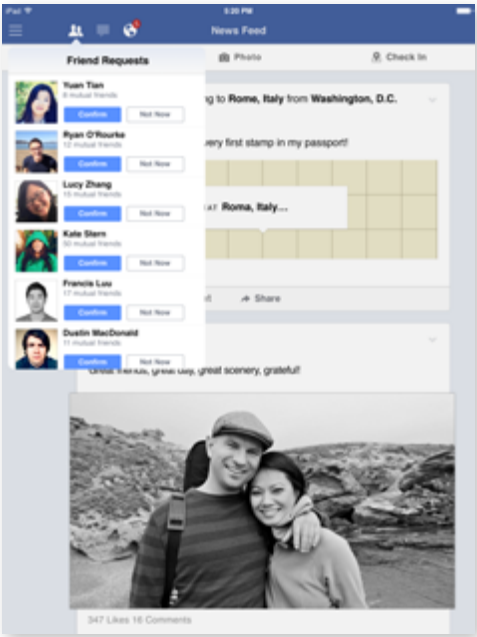 iPad
5:20 PM
News Feed
Friend Requests
Photo
Check In
Yuan Tian
8 mutual friends
Confirm
Not Now
g to Rome, Italy from Washington, D.C.
Ryan O'Rourke
12 mutual friends
Confirm
Not Now
very first stamp in my passport!
Lucy Zhang
15 mutual friends
Confirm
Not Now
AT Roma, Italy...
Kate Stern
50 mutual friends
Confirm
Not Now
Francis Luu
17 mutual friends
Confirm
Not Now
Share
Dustin MacDonald
11 mutual friends
Confirm
Not Now
Great friends, great day, great scenery, grateful!
347 Likes 16 Comments